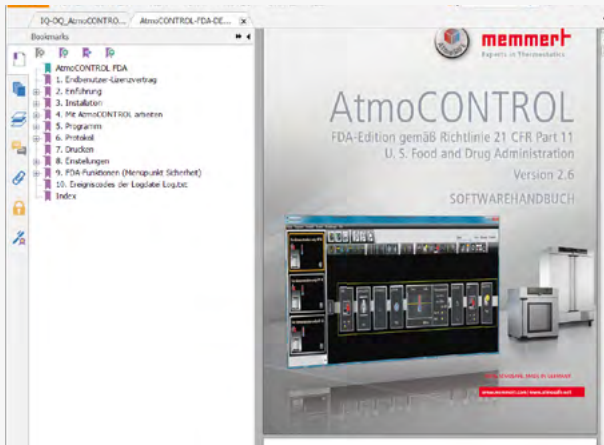 IQ-OQ_AtmoCONTRO...
AtmoCONTROL-FDA-DE...
Bookmarks
AtmoCONTROL FDA
1. Endbenutzer-Lizenzvertrag
2. Einführung
3. Installation
4. Mit AtmoCONTROL arbeiten
5. Programm
6. Protokoll
7. Drucken
8. Einstellungen
9. FDA-Funktionen (Menüpunkt Sicherheit)
10. Ereigniscodes der Logdatei Log.txt
Index
memmert
Experts in Thermostatics
AtmoCONTROL
FDA-Edition gemäß Richtlinie 21 CFR Part 11
U. S. Food and Drug Administration
Version 2.6
SOFTWAREHANDBUCH